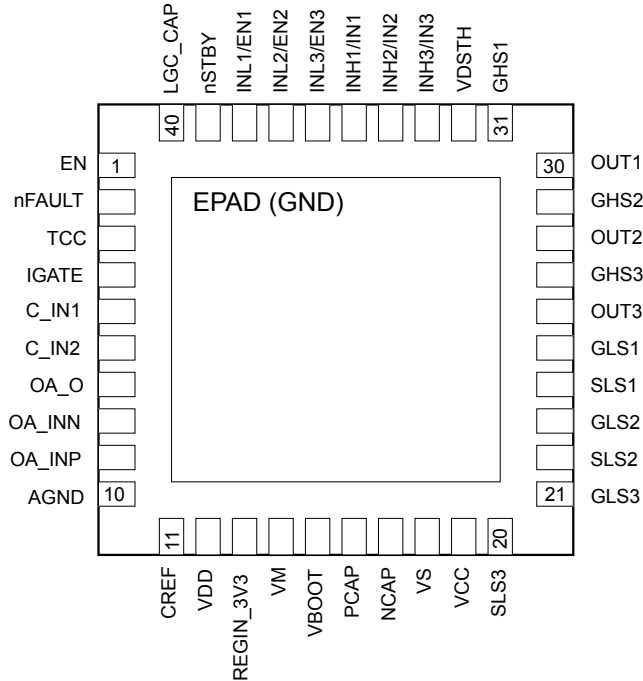 LGC_CAP
nSTBY
INL1/EN1
INL2/EN2
INL3/EN3
INH1/IN1
INH2/IN2
INH3/IN3
VDSTH
GHS1
40
31
EN
1
nFAULT
TCC
IGATE
C_IN1
C_IN2
OA_O
OA_INN
OA_INP
AGND
10
EPAD (GND)
30
OUT1
GHS2
OUT2
GHS3
OUT3
GLS1
SLS1
GLS2
SLS2
21
GLS3
11
20
CREF
VDD
REGIN_3V3
VM
VBOOT
PCAP
NCAP
VS
VCC
SLS3